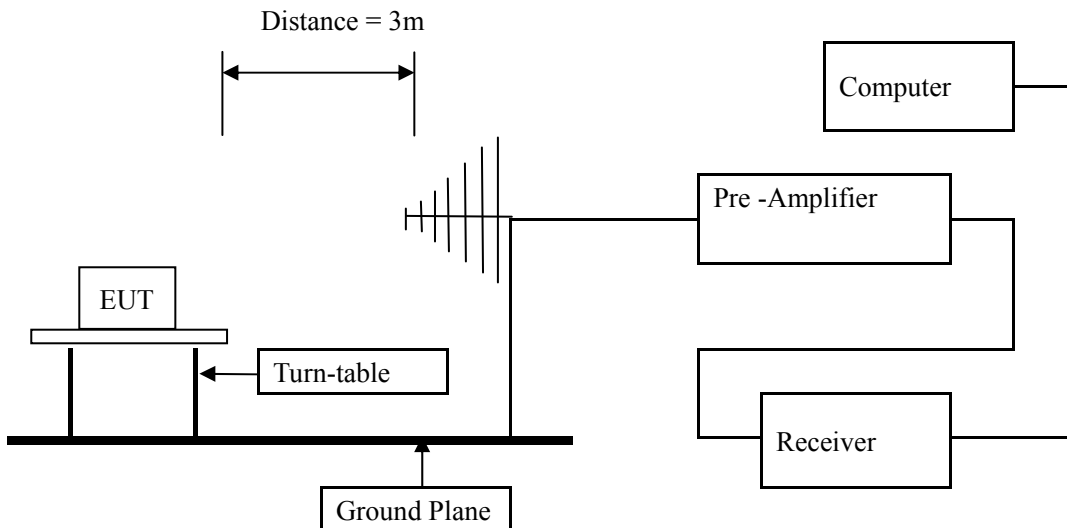 Distance = 3m
Computer
Pre -Amplifier
EUT
Turn-table
Receiver
Ground Plane